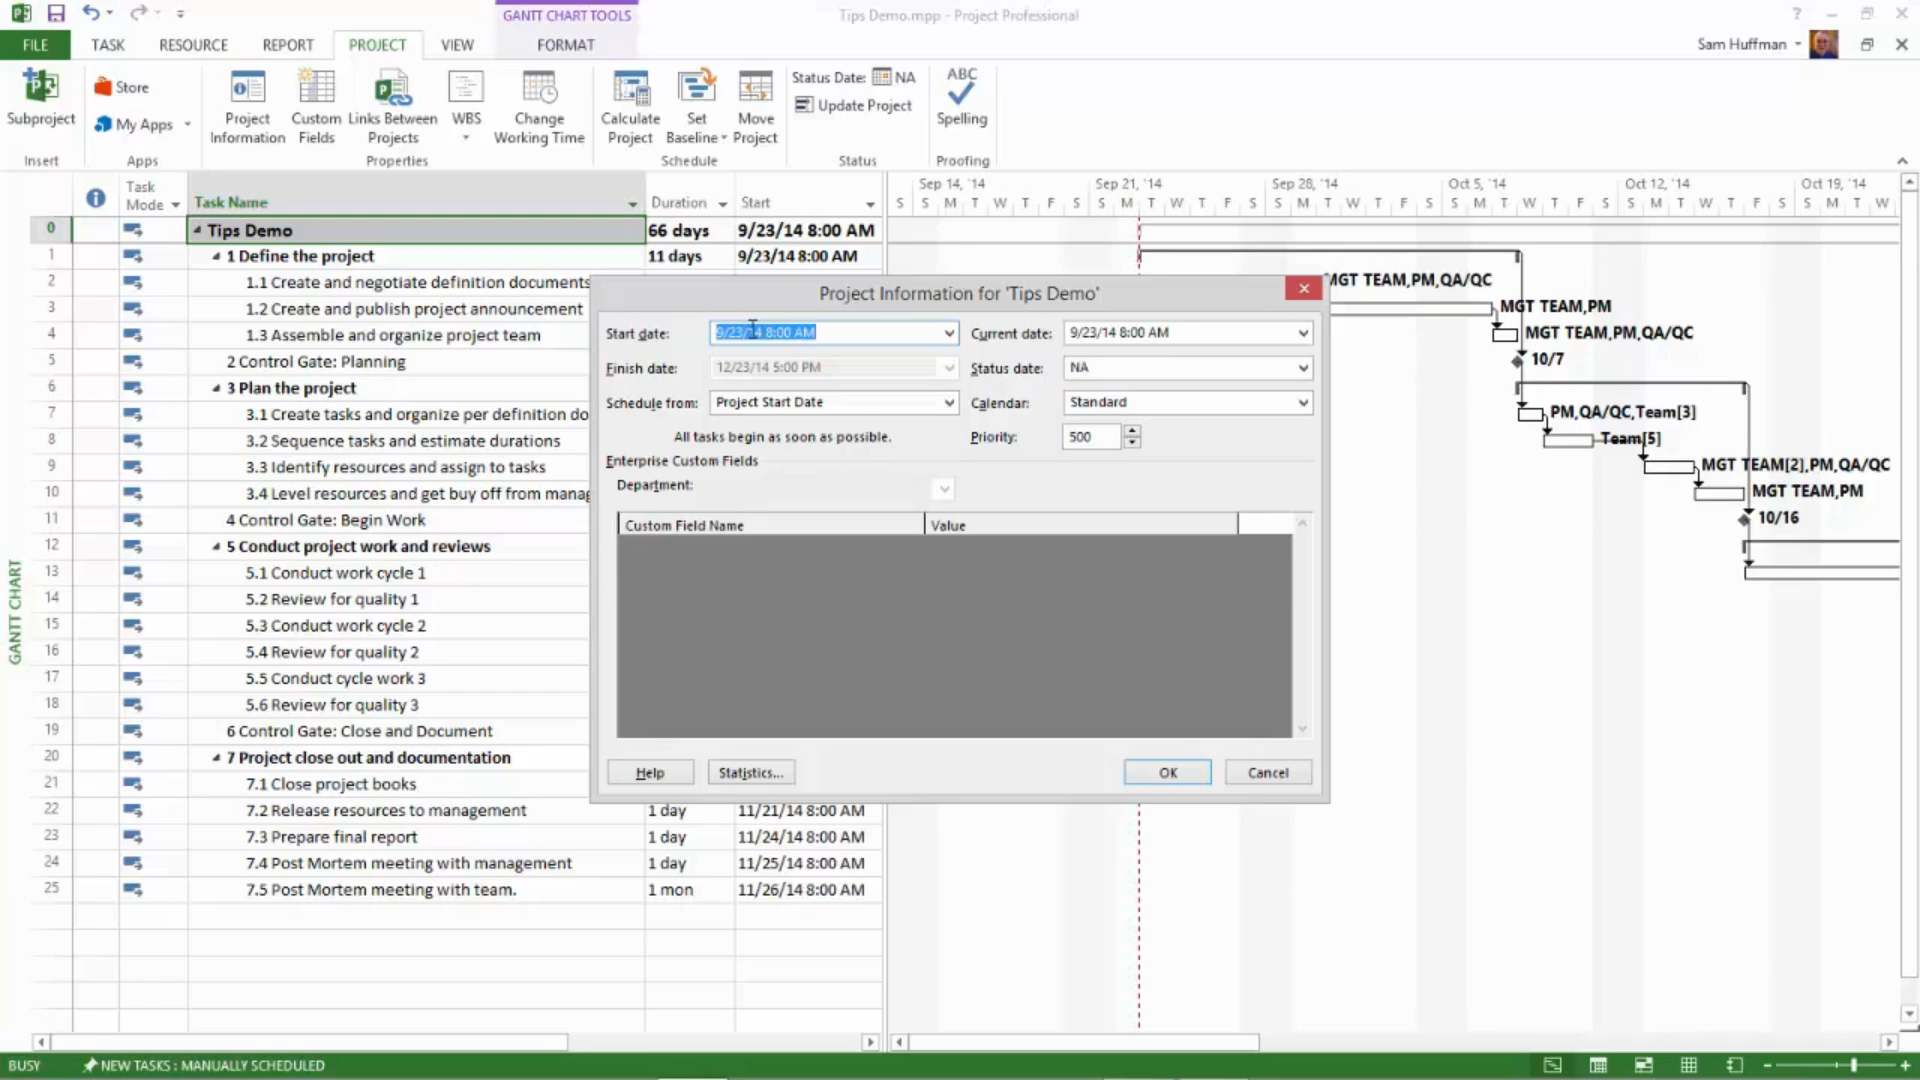 GANTT CHART TOOLS
Tips Demo.mpp - Project Professional
?
FILE TASK RESOURCE REPORT PROJECT VIEW FORMAT
Sam Huffman
Subproject
Store
My Apps
Project Information
Custom Fields
Links Between Projects
WBS
Change Working Time
Calculate Project
Set Baseline
Move Project
Status Date: NA
Update Project
ABC
Spelling
Insert Apps Properties Schedule Status Proofing
Task Mode Task Name Duration Start
Sep 14, '14 Sep 21, '14 Sep 28, '14 Oct 5, '14 Oct 12, '14 Oct 19, '14
S S M T W T F S S M T W T F S S M T W T F S S M T W T F S S M T W T F S S M T W
0 Tips Demo 66 days 9/23/14 8:00 AM
1 1 Define the project 11 days 9/23/14 8:00 AM
2 1.1 Create and negotiate definition documents
3 1.2 Create and publish project announcement
4 1.3 Assemble and organize project team
5 2 Control Gate: Planning
6 3 Plan the project
7 3.1 Create tasks and organize per definition do
8 3.2 Sequence tasks and estimate durations
9 3.3 Identify resources and assign to tasks
10 3.4 Level resources and get buy off from manag
11 4 Control Gate: Begin Work
12 5 Conduct project work and reviews
13 5.1 Conduct work cycle 1
14 5.2 Review for quality 1
15 5.3 Conduct work cycle 2
16 5.4 Review for quality 2
17 5.5 Conduct cycle work 3
18 5.6 Review for quality 3
19 6 Control Gate: Close and Document
20 7 Project close out and documentation
21 7.1 Close project books
22 7.2 Release resources to management 1 day 11/21/14 8:00 AM
23 7.3 Prepare final report 1 day 11/24/14 8:00 AM
24 7.4 Post Mortem meeting with management 1 day 11/25/14 8:00 AM
25 7.5 Post Mortem meeting with team. 1 mon 11/26/14 8:00 AM
GANTT CHART
Project Information for 'Tips Demo'
Start date: 9/23/14 8:00 AM Current date: 9/23/14 8:00 AM
Finish date: 12/23/14 5:00 PM Status date: NA
Schedule from: Project Start Date Calendar: Standard
All tasks begin as soon as possible. Priority: 500
Enterprise Custom Fields
Department:
Custom Field Name Value
Help Statistics... OK Cancel
MGT TEAM,PM,QA/QC
MGT TEAM,PM
MGT TEAM,PM,QA/QC
10/7
PM,QA/QC,Team[3]
Team[5]
MGT TEAM[2],PM,QA/QC
MGT TEAM,PM
10/16
BUSY NEW TASKS : MANUALLY SCHEDULED